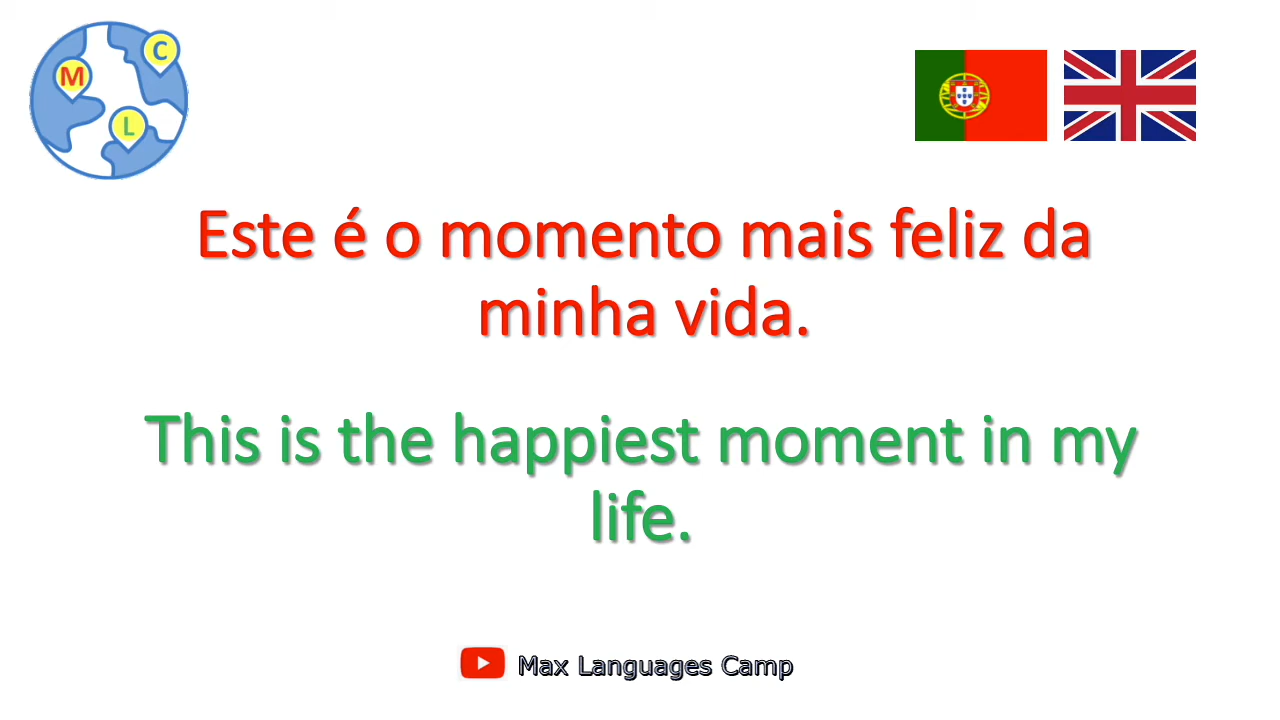 M
C
L
Este é o momento mais feliz da
minha vida.
This is the happiest moment in my
life.
Max Languages Camp